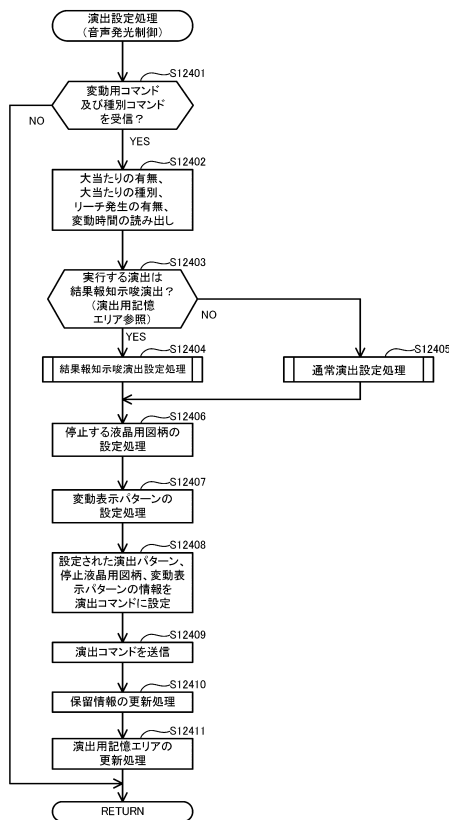 演出設定処理
（音声発光制御）
S12401
変動用コマンド
及び種別コマンド
を受信？
NO
YES
S12402
大当たりの有無、
大当たりの種別、
リーチ発生の有無、
変動時間の読み出し
S12403
実行する演出は
結果報知示唆演出？
（演出用記憶
エリア参照）
NO
YES
S12404
結果報知示唆演出設定処理
S12405
通常演出設定処理
S12406
停止する液晶用図柄の
設定処理
S12407
変動表示パターンの
設定処理
S12408
設定された演出パターン、
停止液晶用図柄、変動表
示パターンの情報を
演出コマンドに設定
S12409
演出コマンドを送信
S12410
保留情報の更新処理
S12411
演出用記憶エリアの
更新処理
RETURN